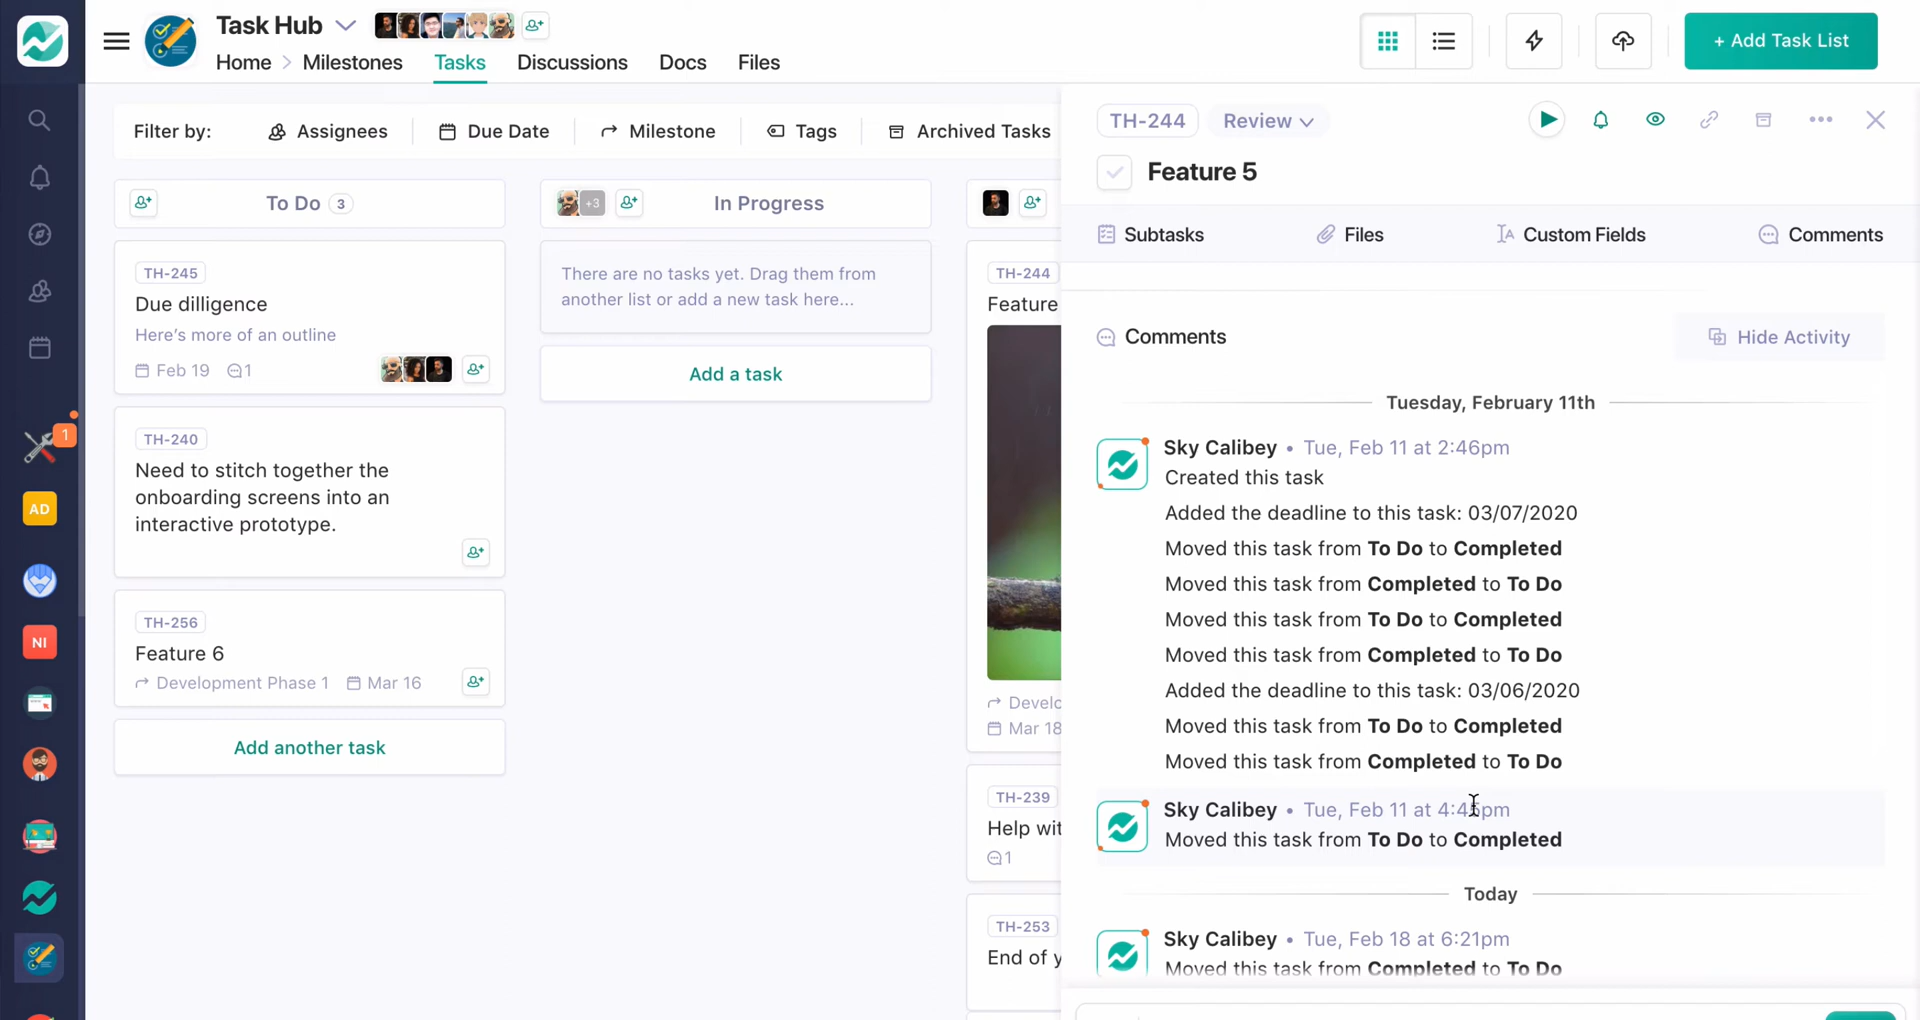 Task Hub
Home
Milestones
Tasks
Discussions
Docs
Files
+ Add Task List
Filter by:
Assignees
Due Date
Milestone
Tags
Archived Tasks
To Do 3
TH-245
Due dilligence
Here's more of an outline
Feb 19
1
TH-240
Need to stitch together the
onboarding screens into an
interactive prototype.
TH-256
Feature 6
Development Phase 1
Mar 16
Add another task
+3
In Progress
There are no tasks yet. Drag them from
another list or add a new task here...
Add a task
TH-244
Feature
Develo
Mar 18
TH-239
Help wit
1
TH-253
End of y
TH-244
Review
Feature 5
Subtasks
Files
Custom Fields
Comments
Comments
Hide Activity
Tuesday, February 11th
Sky Calibey • Tue, Feb 11 at 2:46pm
Created this task
Added the deadline to this task: 03/07/2020
Moved this task from To Do to Completed
Moved this task from Completed to To Do
Moved this task from To Do to Completed
Moved this task from Completed to To Do
Added the deadline to this task: 03/06/2020
Moved this task from To Do to Completed
Moved this task from Completed to To Do
Sky Calibey • Tue, Feb 11 at
Moved this task from To Do to Completed
Today
Sky Calibey • Tue, Feb 18 at 6:21pm
Moved this task from Completed to To Do
1
AD
NI